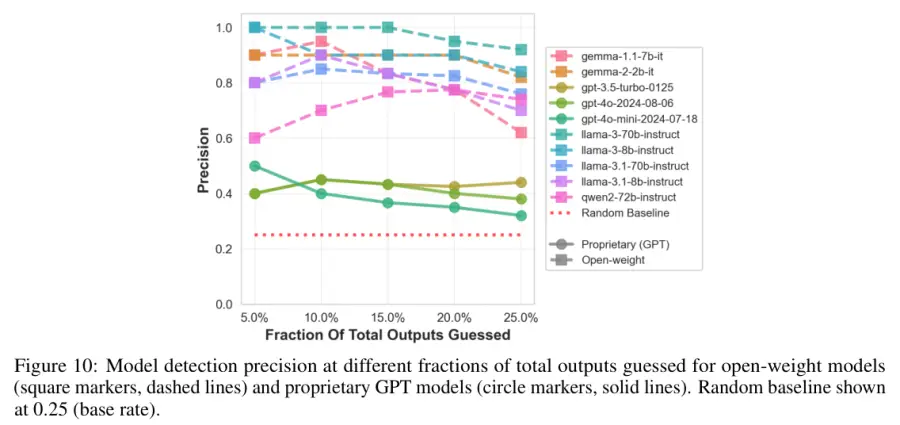 1.0
0.8
0.6
0.4
0.2
0.0
Precision
5.0% 10.0% 15.0% 20.0% 25.0%
Fraction Of Total Outputs Guessed
gemma-1.1-7b-it
gemma-2-2b-it
gpt-3.5-turbo-0125
gpt-4o-2024-08-06
gpt-4o-mini-2024-07-18
llama-3-70b-instruct
llama-3-8b-instruct
llama-3.1-70b-instruct
llama-3.1-8b-instruct
qwen2-72b-instruct
Random Baseline
Proprietary (GPT)
Open-weight
Figure 10: Model detection precision at different fractions of total outputs guessed for open-weight models
(square markers, dashed lines) and proprietary GPT models (circle markers, solid lines). Random baseline shown
at 0.25 (base rate).